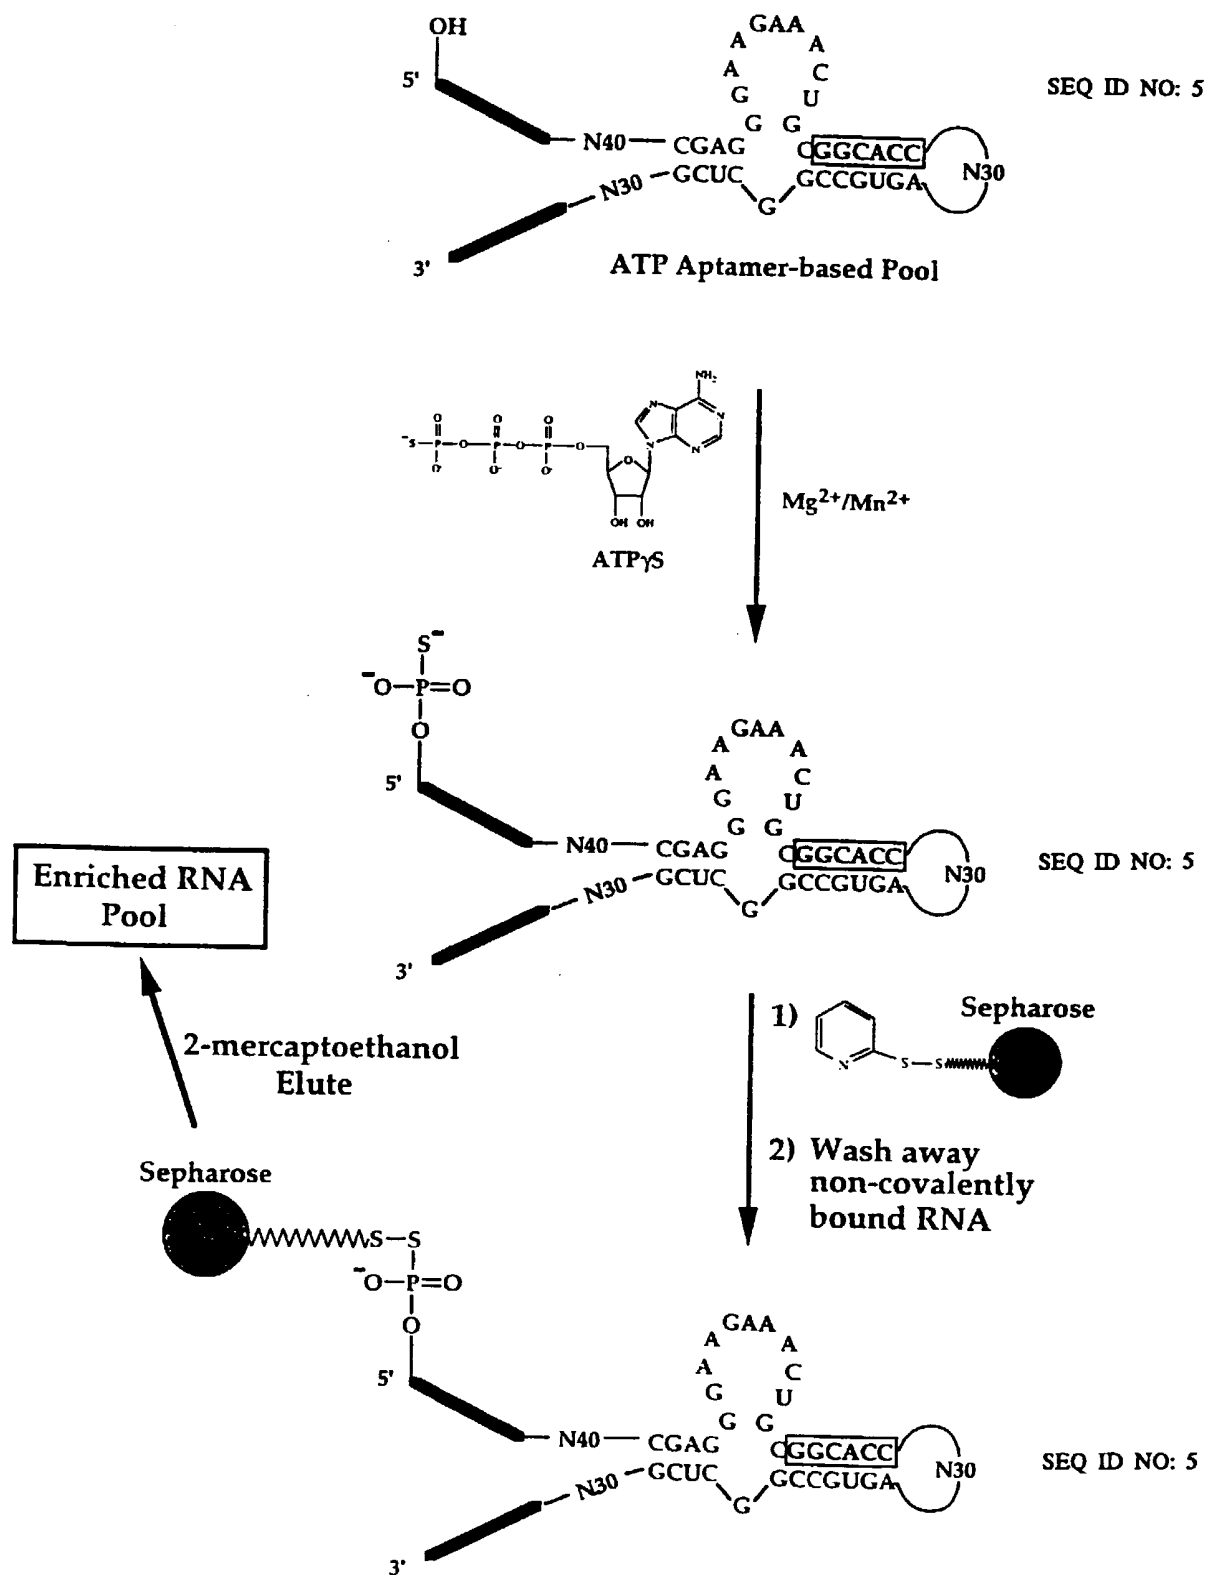 OH
5'
A GAA A
A C
G U
G G
SEQ ID NO: 5
N40 CGAG CGGCACC
N30 GCUC GCCGUGA N30
G
3'
ATP Aptamer-based Pool
NH2
N N
N N
O O O
-S P O P O P O O
O- O- O-
OH OH
ATPγS
Mg2+/Mn2+
S-
-O P O
O
5'
A GAA A
A C
G U
G G
N40 CGAG CGGCACC
SEQ ID NO: 5
N30 GCUC GCCGUGA N30
G
3'
Enriched RNA
Pool
2-mercaptoethanol
Elute
1) Sepharose
N S S
2) Wash away
non-covalently
bound RNA
Sepharose
S S
-O P O
O
5'
A GAA A
A C
G U
G G
N40 CGAG CGGCACC
SEQ ID NO: 5
N30 GCUC GCCGUGA N30
G
3'